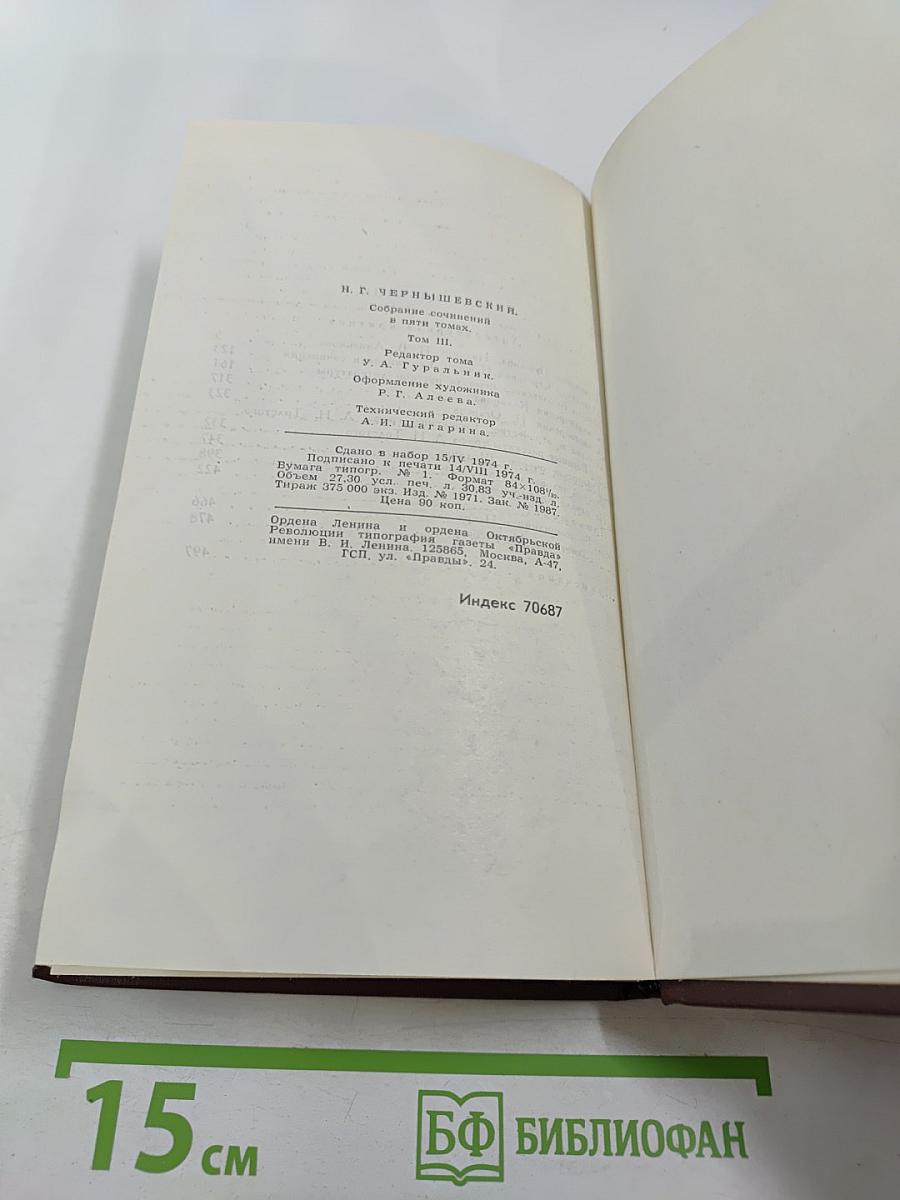 Н. Г. ЧЕРНЫШЕВСКИЙ.
Собрание сочинений
в пяти томах.
Том III.
Редактор тома
У. А. Гуральник.
Оформление художника
Р. Г. Алеева.
Технический редактор
А. И. Шагарина.
Сдано в набор 15/IV 1974 г.
Подписано к печати 14/VIII 1974 г.
Бумага типогр. № 1. Формат 84×108¹/₃₂.
Объем 27,30 усл. печ. л. 30,83 уч.-изд. л.
Тираж 375 000 экз. Изд. № 1971. Зак. № 1987.
Цена 90 коп.
Ордена Ленина и ордена Октябрьской
Революции типография газеты «Правда»
имени В. И. Ленина. 125865, Москва, А-47,
ГСП, ул. «Правды». 24.
Индекс 70687
15 см
БФ БИБЛИОФАН